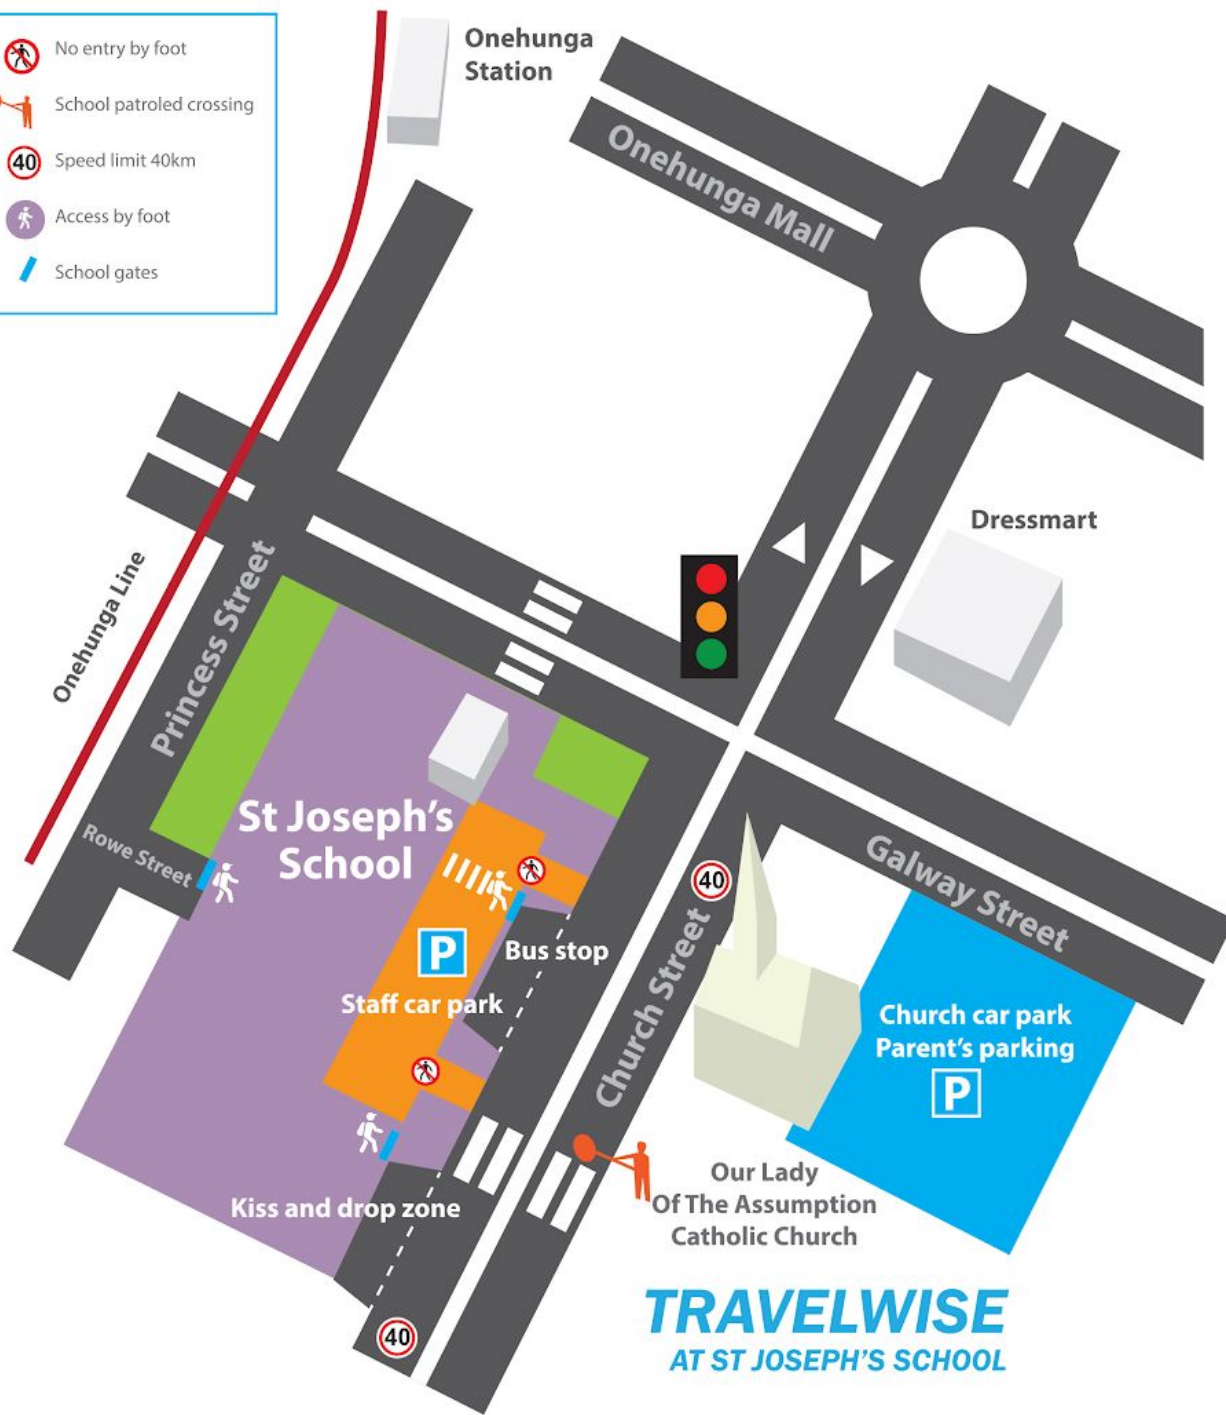 No entry by foot
School patroled crossing
40
Speed limit 40km
Access by foot
School gates
Onehunga
Station
Onehunga Mall
Dressmart
Onehunga Line
Princess Street
Rowe Street
St Joseph's
School
Galway Street
40
Church Street
P
Bus stop
Staff car park
Church car park
Parent's parking
P
Kiss and drop zone
Our Lady
Of The Assumption
Catholic Church
40
TRAVELWISE
AT ST JOSEPH'S SCHOOL